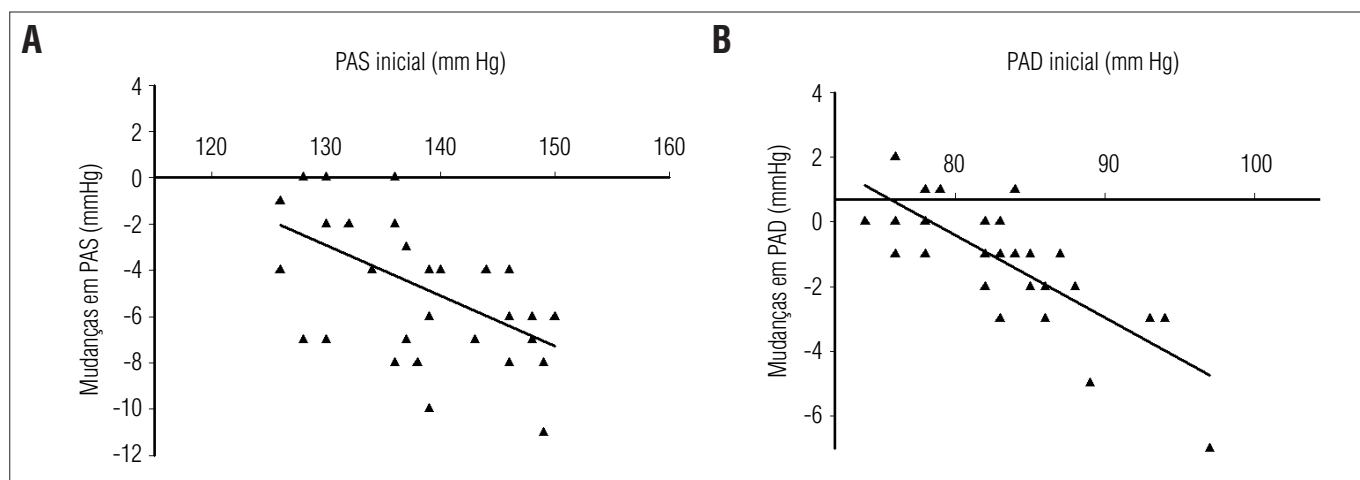 A
PAS inicial (mm Hg)
4
2
0
-2
-4
-6
-8
-10
-12
120 130 140 150 160
Mudanças em PAS (mmHg)
B
PAD inicial (mm Hg)
4
2
0
-2
-4
-6
80 90 100
Mudanças em PAD (mmHg)